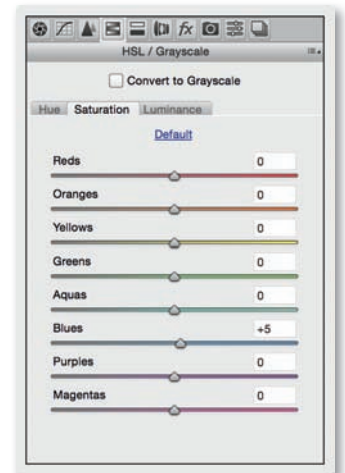 fx
HSL / Grayscale
Convert to Grayscale
Hue Saturation Luminance
Default
Reds 0
Oranges 0
Yellows 0
Greens 0
Aquas 0
Blues +5
Purples 0
Magentas 0